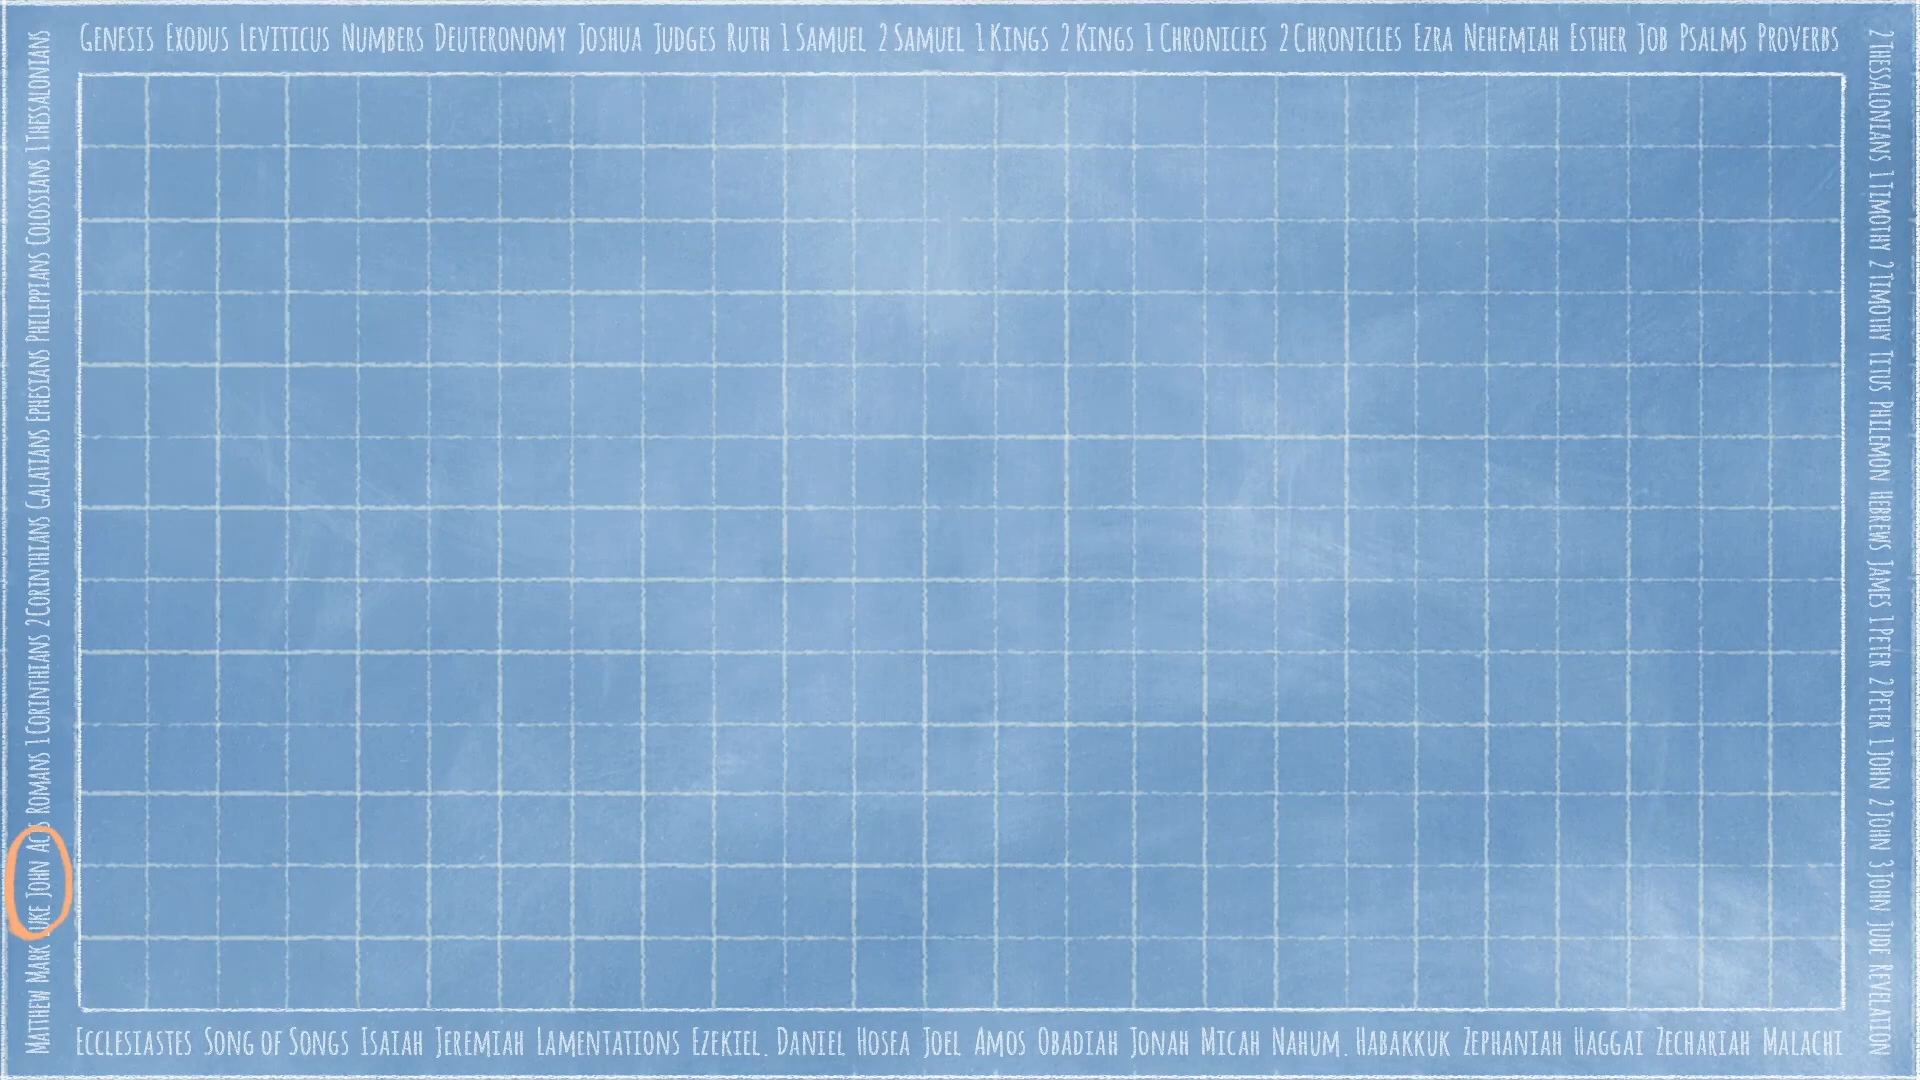 Genesis Exodus Leviticus Numbers Deuteronomy Joshua Judges Ruth 1 Samuel 2 Samuel 1 Kings 2 Kings 1 Chronicles 2 Chronicles Ezra Nehemiah Esther Job Psalms Proverbs
Matthew Mark Luke John Acts Romans 1 Corinthians 2 Corinthians Galatians Ephesians Philippians Colossians 1 Thessalonians
2 Thessalonians 1 Timothy 2 Timothy Titus Philemon Hebrews James 1 Peter 2 Peter 1 John 2 John 3 John Jude Revelation
Ecclesiastes Song of Songs Isaiah Jeremiah Lamentations Ezekiel. Daniel Hosea Joel Amos Obadiah Jonah Micah Nahum. Habakkuk Zephaniah Haggai Zechariah Malachi